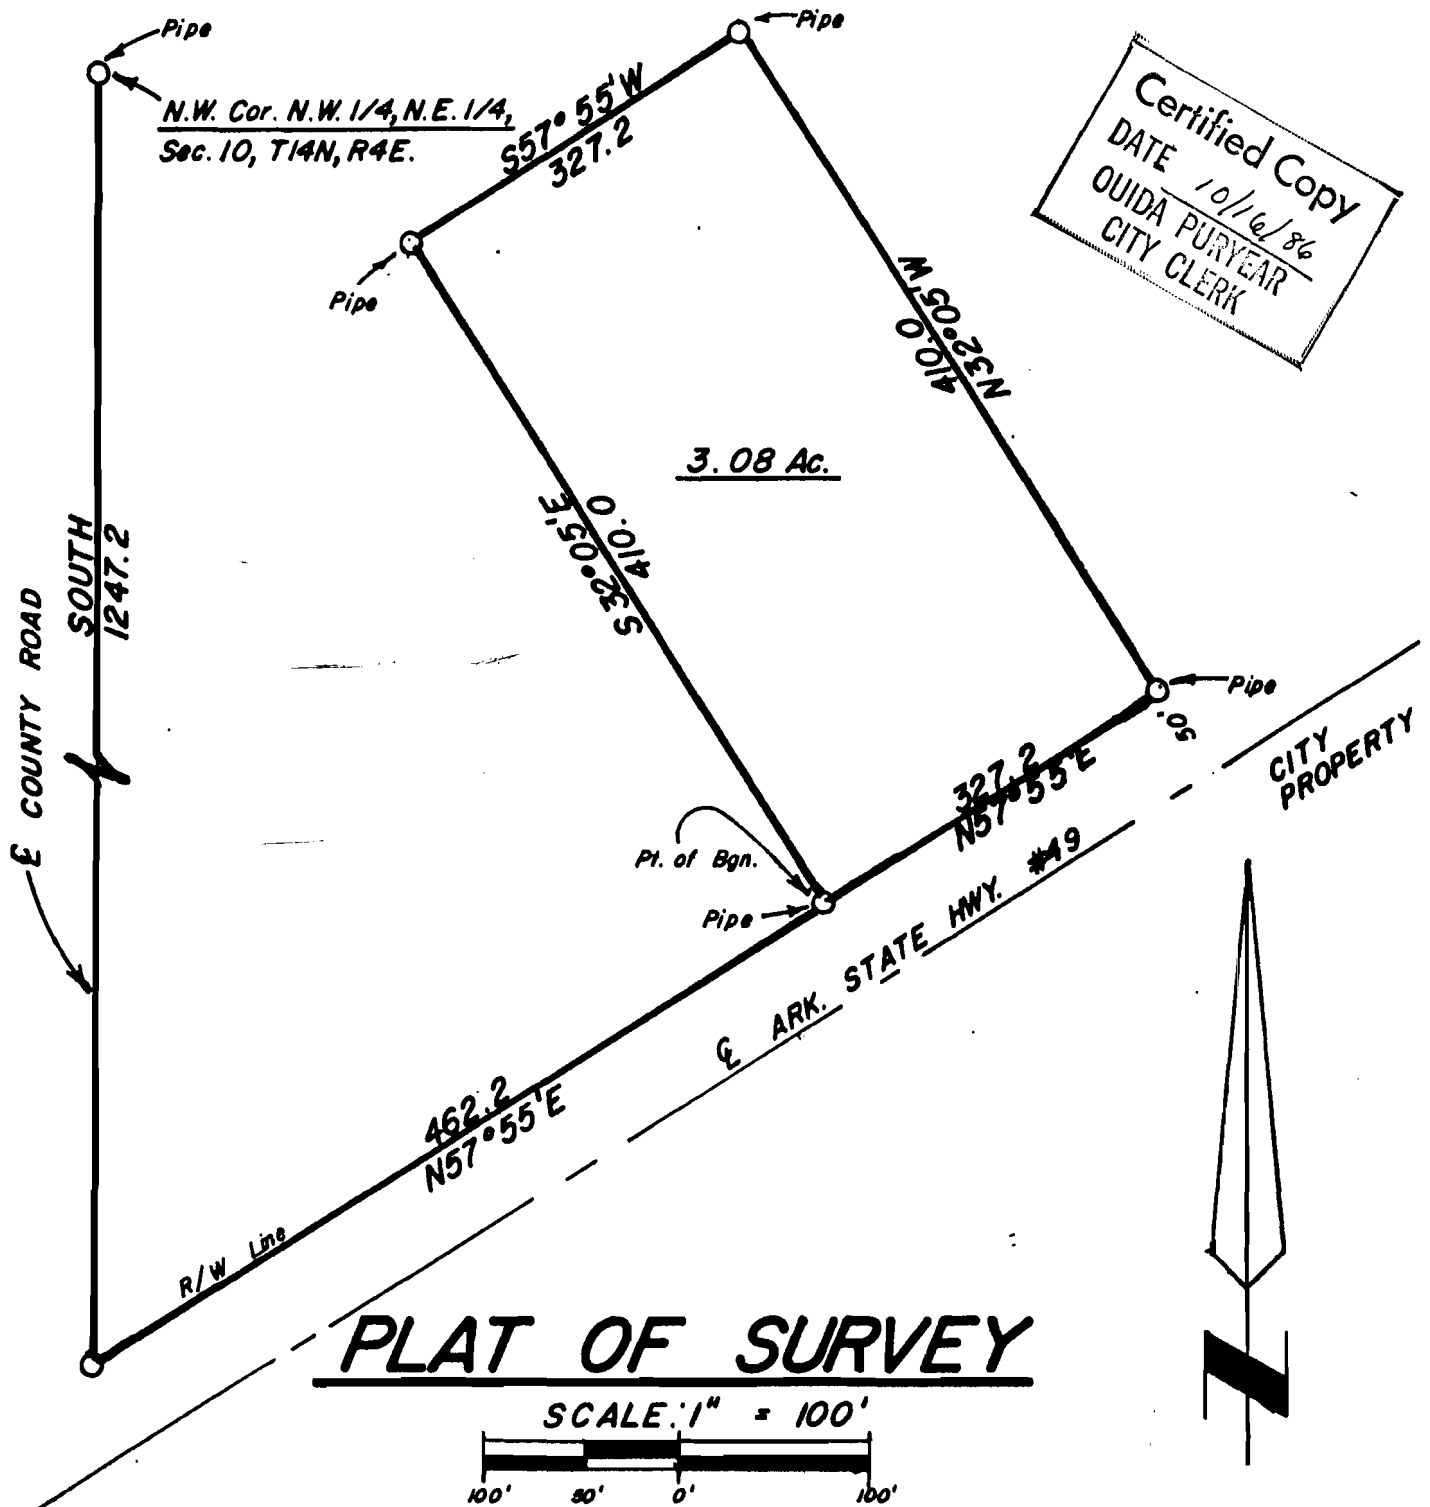 Pipe
Pipe
N.W. Cor. N.W. 1/4, N.E. 1/4,
Sec. 10, T14N, R4E.
S57° 55'W
327.2
Certified Copy
DATE 10/16/86
OUIDA PURYEAR
CITY CLERK
Pipe
N32°05'W
410.0
3.08 Ac.
S32°05'E
410.0
SOUTH
1247.2
℄ COUNTY ROAD
Pipe
50'
CITY
PROPERTY
327.2
N57°55'E
Pt. of Bgn.
Pipe
℄ ARK. STATE HWY. #49
462.2
N57°55'E
R/W Line
PLAT OF SURVEY
SCALE: 1" = 100'
100' 50' 0' 100'